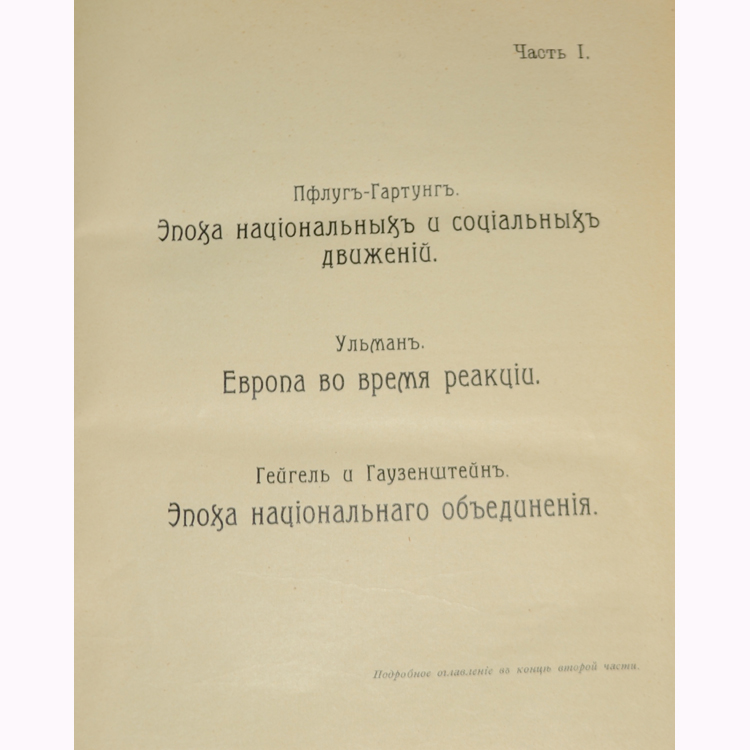 Часть I.
Пфлугъ-Гартунгъ.
Эпоха національныхъ и соціальныхъ
движеній.
Ульманъ.
Европа во время реакціи.
Гейгель и Гаузенштейнъ.
Эпоха національнаго объединенія.
Подробное оглавленіе въ концѣ второй части.